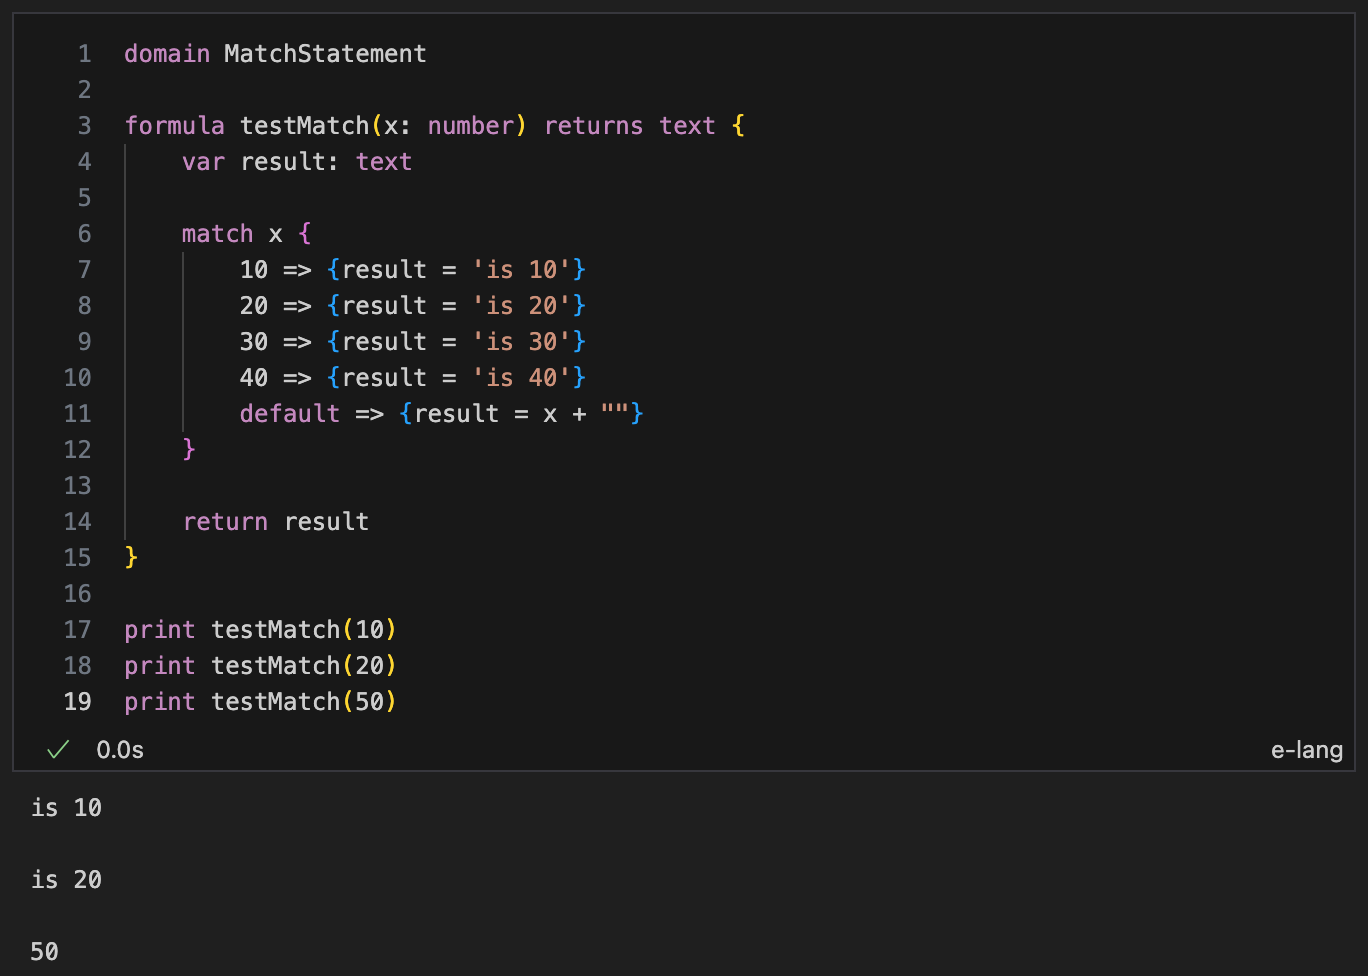 1 domain MatchStatement
2
3 formula testMatch(x: number) returns text {
4     var result: text
5
6     match x {
7         10 => {result = 'is 10'}
8         20 => {result = 'is 20'}
9         30 => {result = 'is 30'}
10         40 => {result = 'is 40'}
11         default => {result = x + ""}
12     }
13
14     return result
15 }
16
17 print testMatch(10)
18 print testMatch(20)
19 print testMatch(50)
✓ 0.0s e-lang
is 10
is 20
50